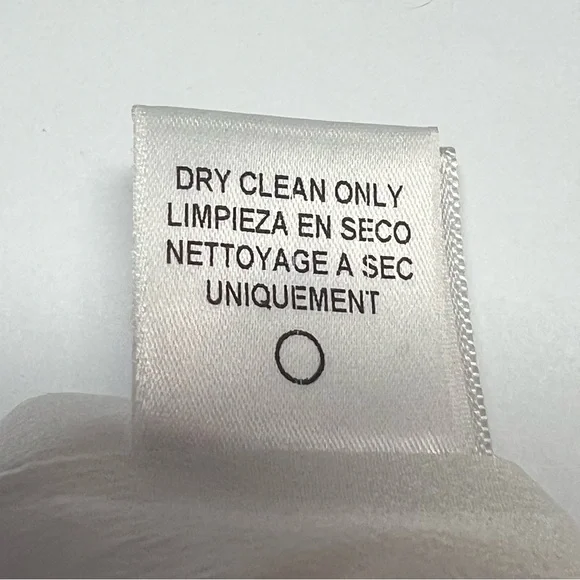 DRY CLEAN ONLY
LIMPIEZA EN SECO
NETTOYAGE A SEC
UNIQUEMENT